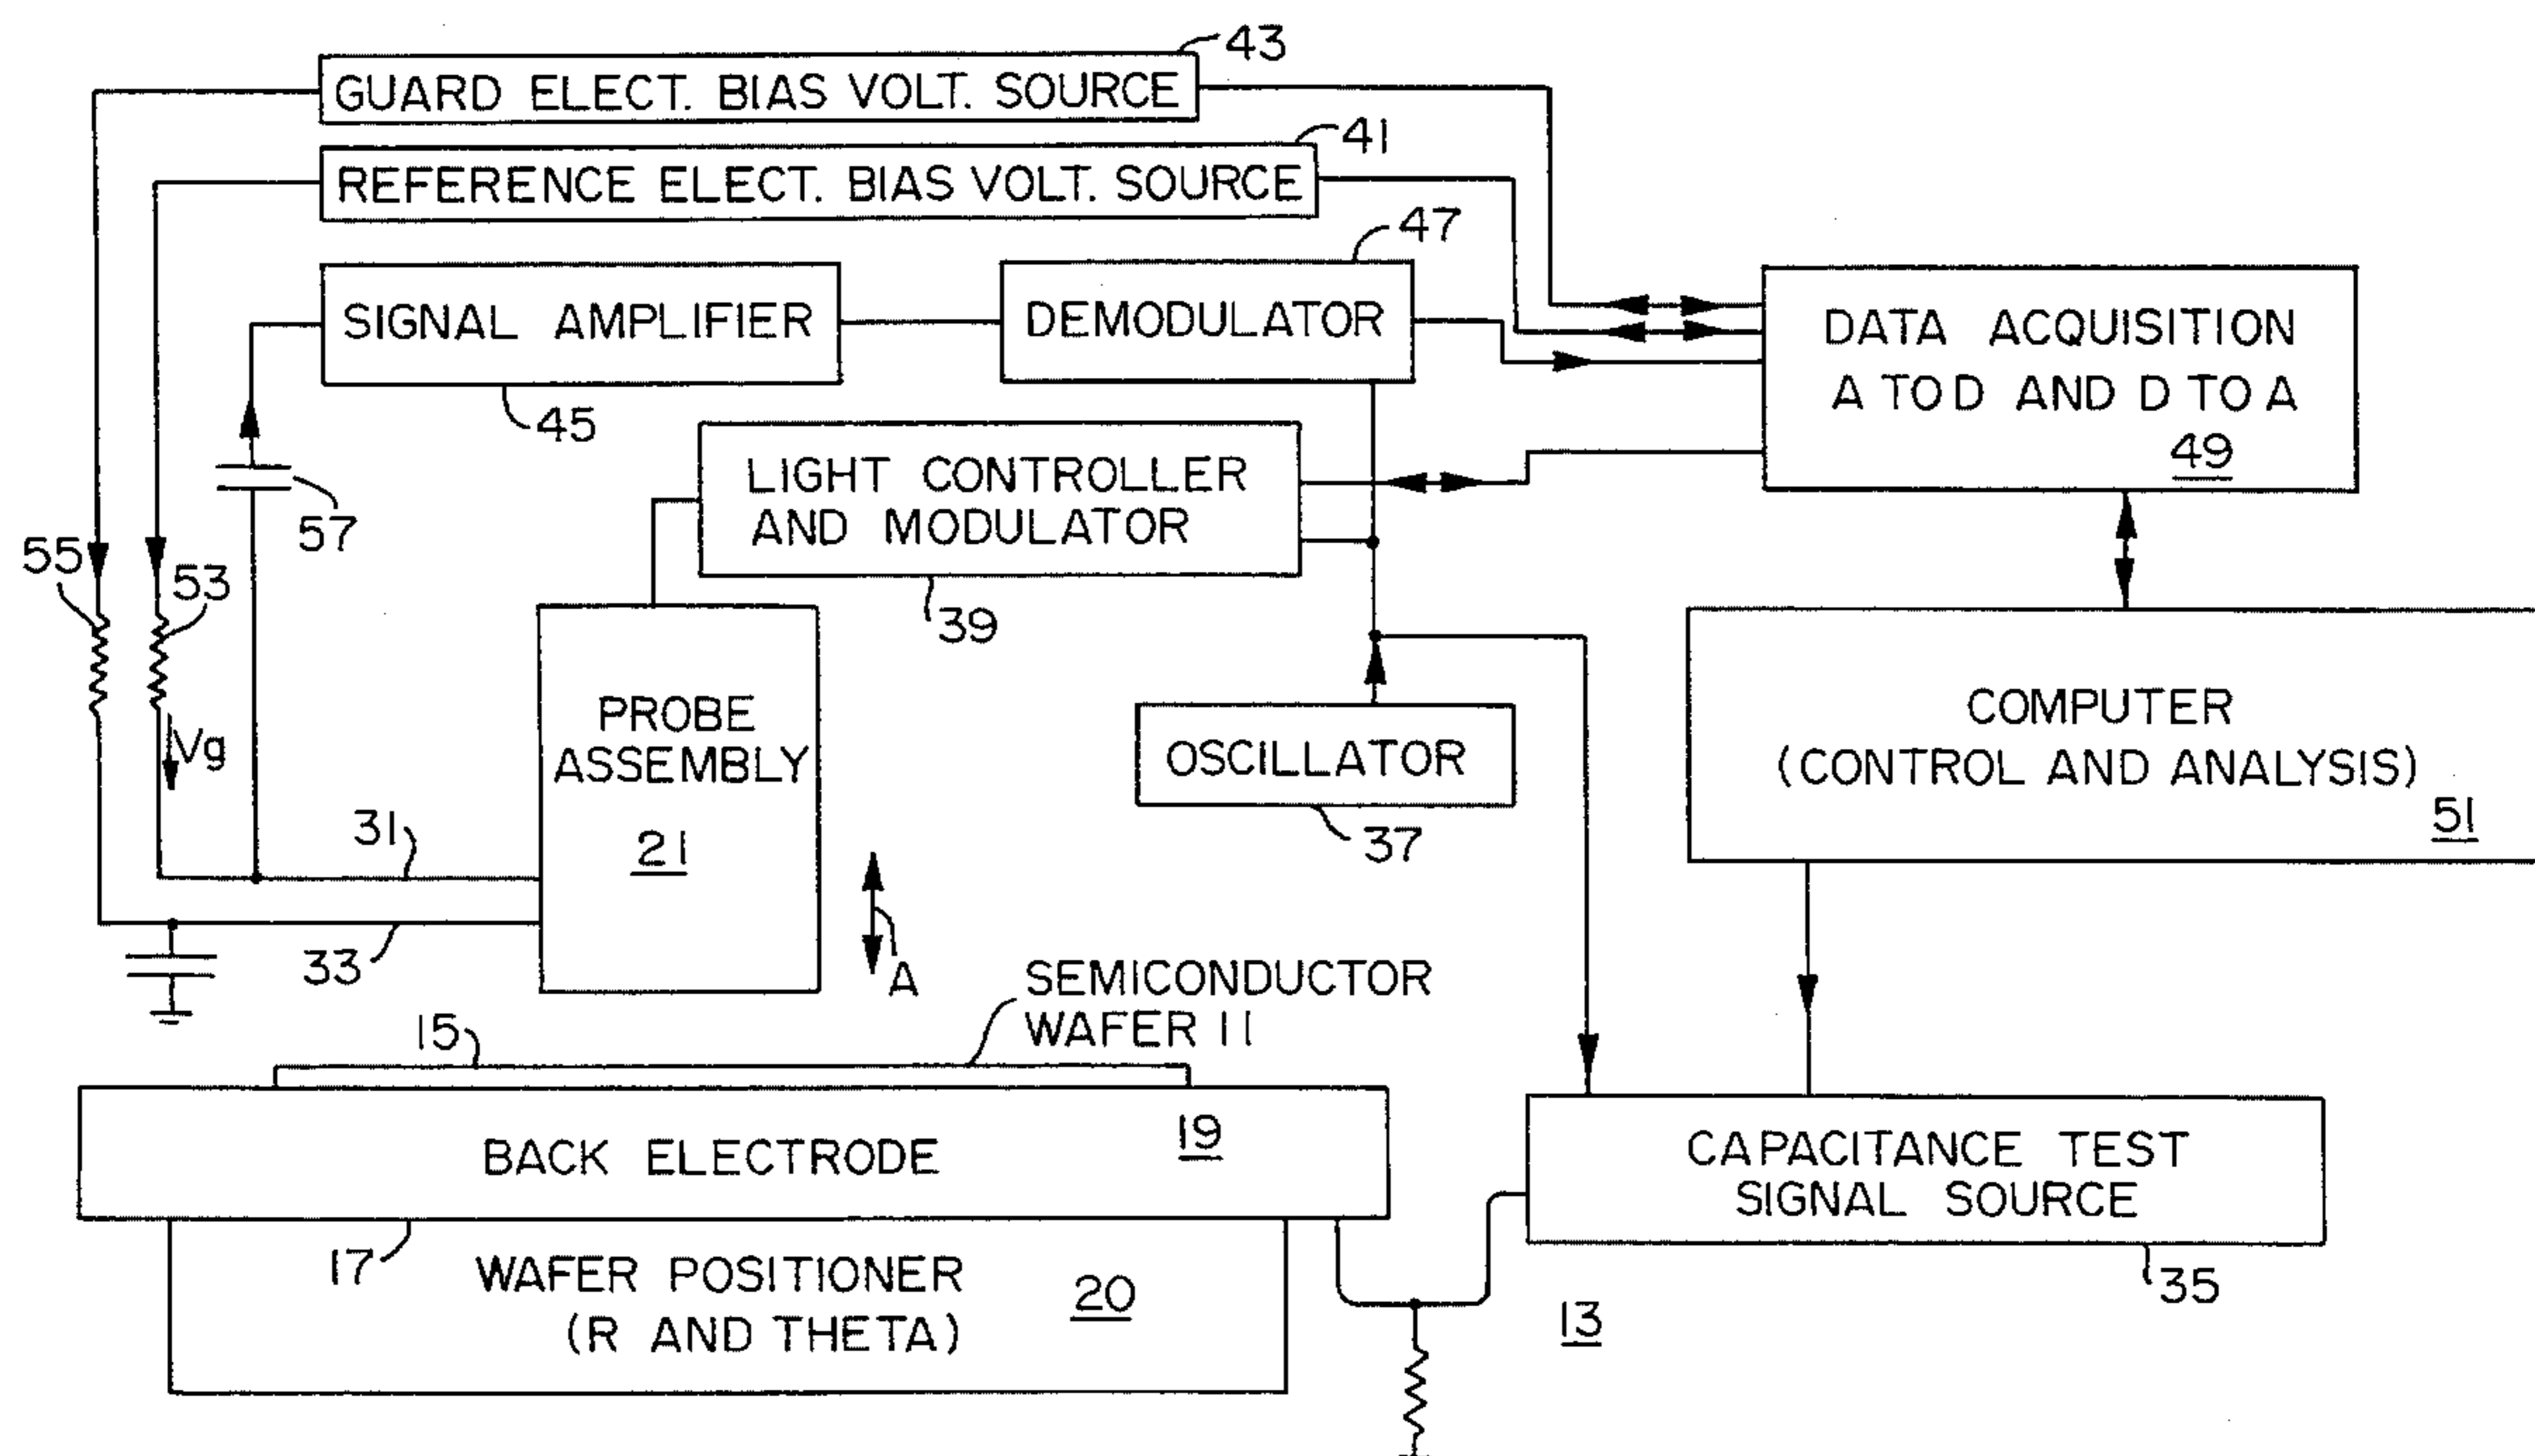 43
GUARD ELECT. BIAS VOLT. SOURCE
41
REFERENCE ELECT. BIAS VOLT. SOURCE
47
SIGNAL AMPLIFIER
45
DEMODULATOR
DATA ACQUISITION
A TO D AND D TO A
49
LIGHT CONTROLLER
AND MODULATOR
39
57
55
53
Vg
PROBE
ASSEMBLY
21
OSCILLATOR
37
COMPUTER
(CONTROL AND ANALYSIS)
51
31
33
A
SEMICONDUCTOR
WAFER 11
15
BACK ELECTRODE
19
CAPACITANCE TEST
SIGNAL SOURCE
35
17
WAFER POSITIONER
(R AND THETA)
20
13